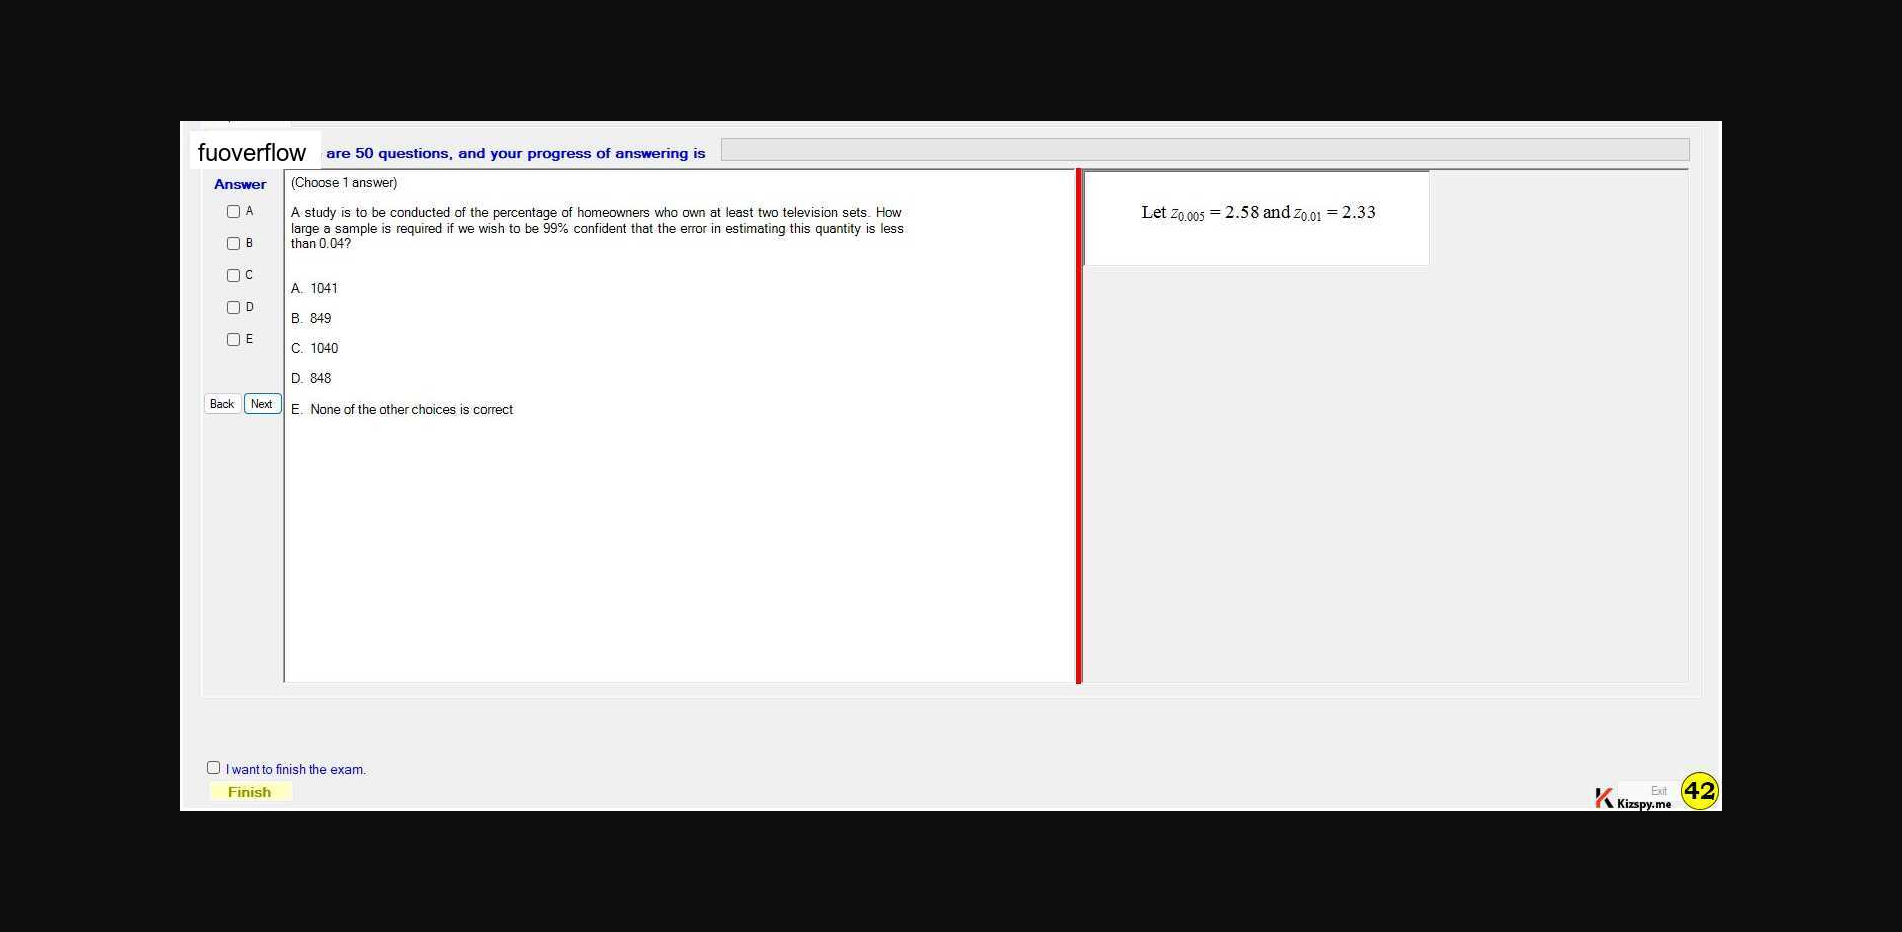 fuoverflow are 50 questions, and your progress of answering is
Answer
A
B
C
D
E
Back Next
(Choose 1 answer)
A study is to be conducted of the percentage of homeowners who own at least two television sets. How
large a sample is required if we wish to be 99% confident that the error in estimating this quantity is less
than 0.04?
A. 1041
B. 849
C. 1040
D. 848
E. None of the other choices is correct
Let z0.005 = 2.58 and z0.01 = 2.33
I want to finish the exam.
Finish
Exit
Kizspy.me
42